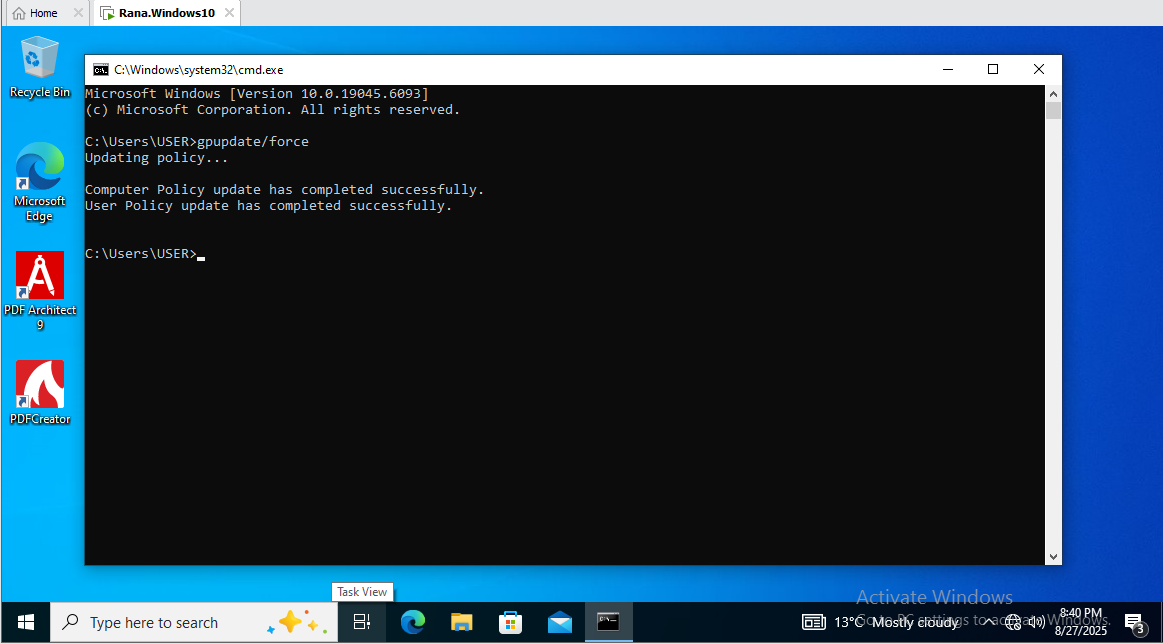 Home
Rana.Windows10
Recycle Bin
C:\Windows\system32\cmd.exe
Microsoft Windows [Version 10.0.19045.6093]
(c) Microsoft Corporation. All rights reserved.
C:\Users\USER>gpupdate/force
Updating policy...
Computer Policy update has completed successfully.
User Policy update has completed successfully.
C:\Users\USER>
Microsoft
Edge
PDF Architect
9
PDFCreator
Task View
Activate Windows
Go to PC settings to activate Windows.
Type here to search
13°C Mostly cloudy
8:40 PM
8/27/2025
3